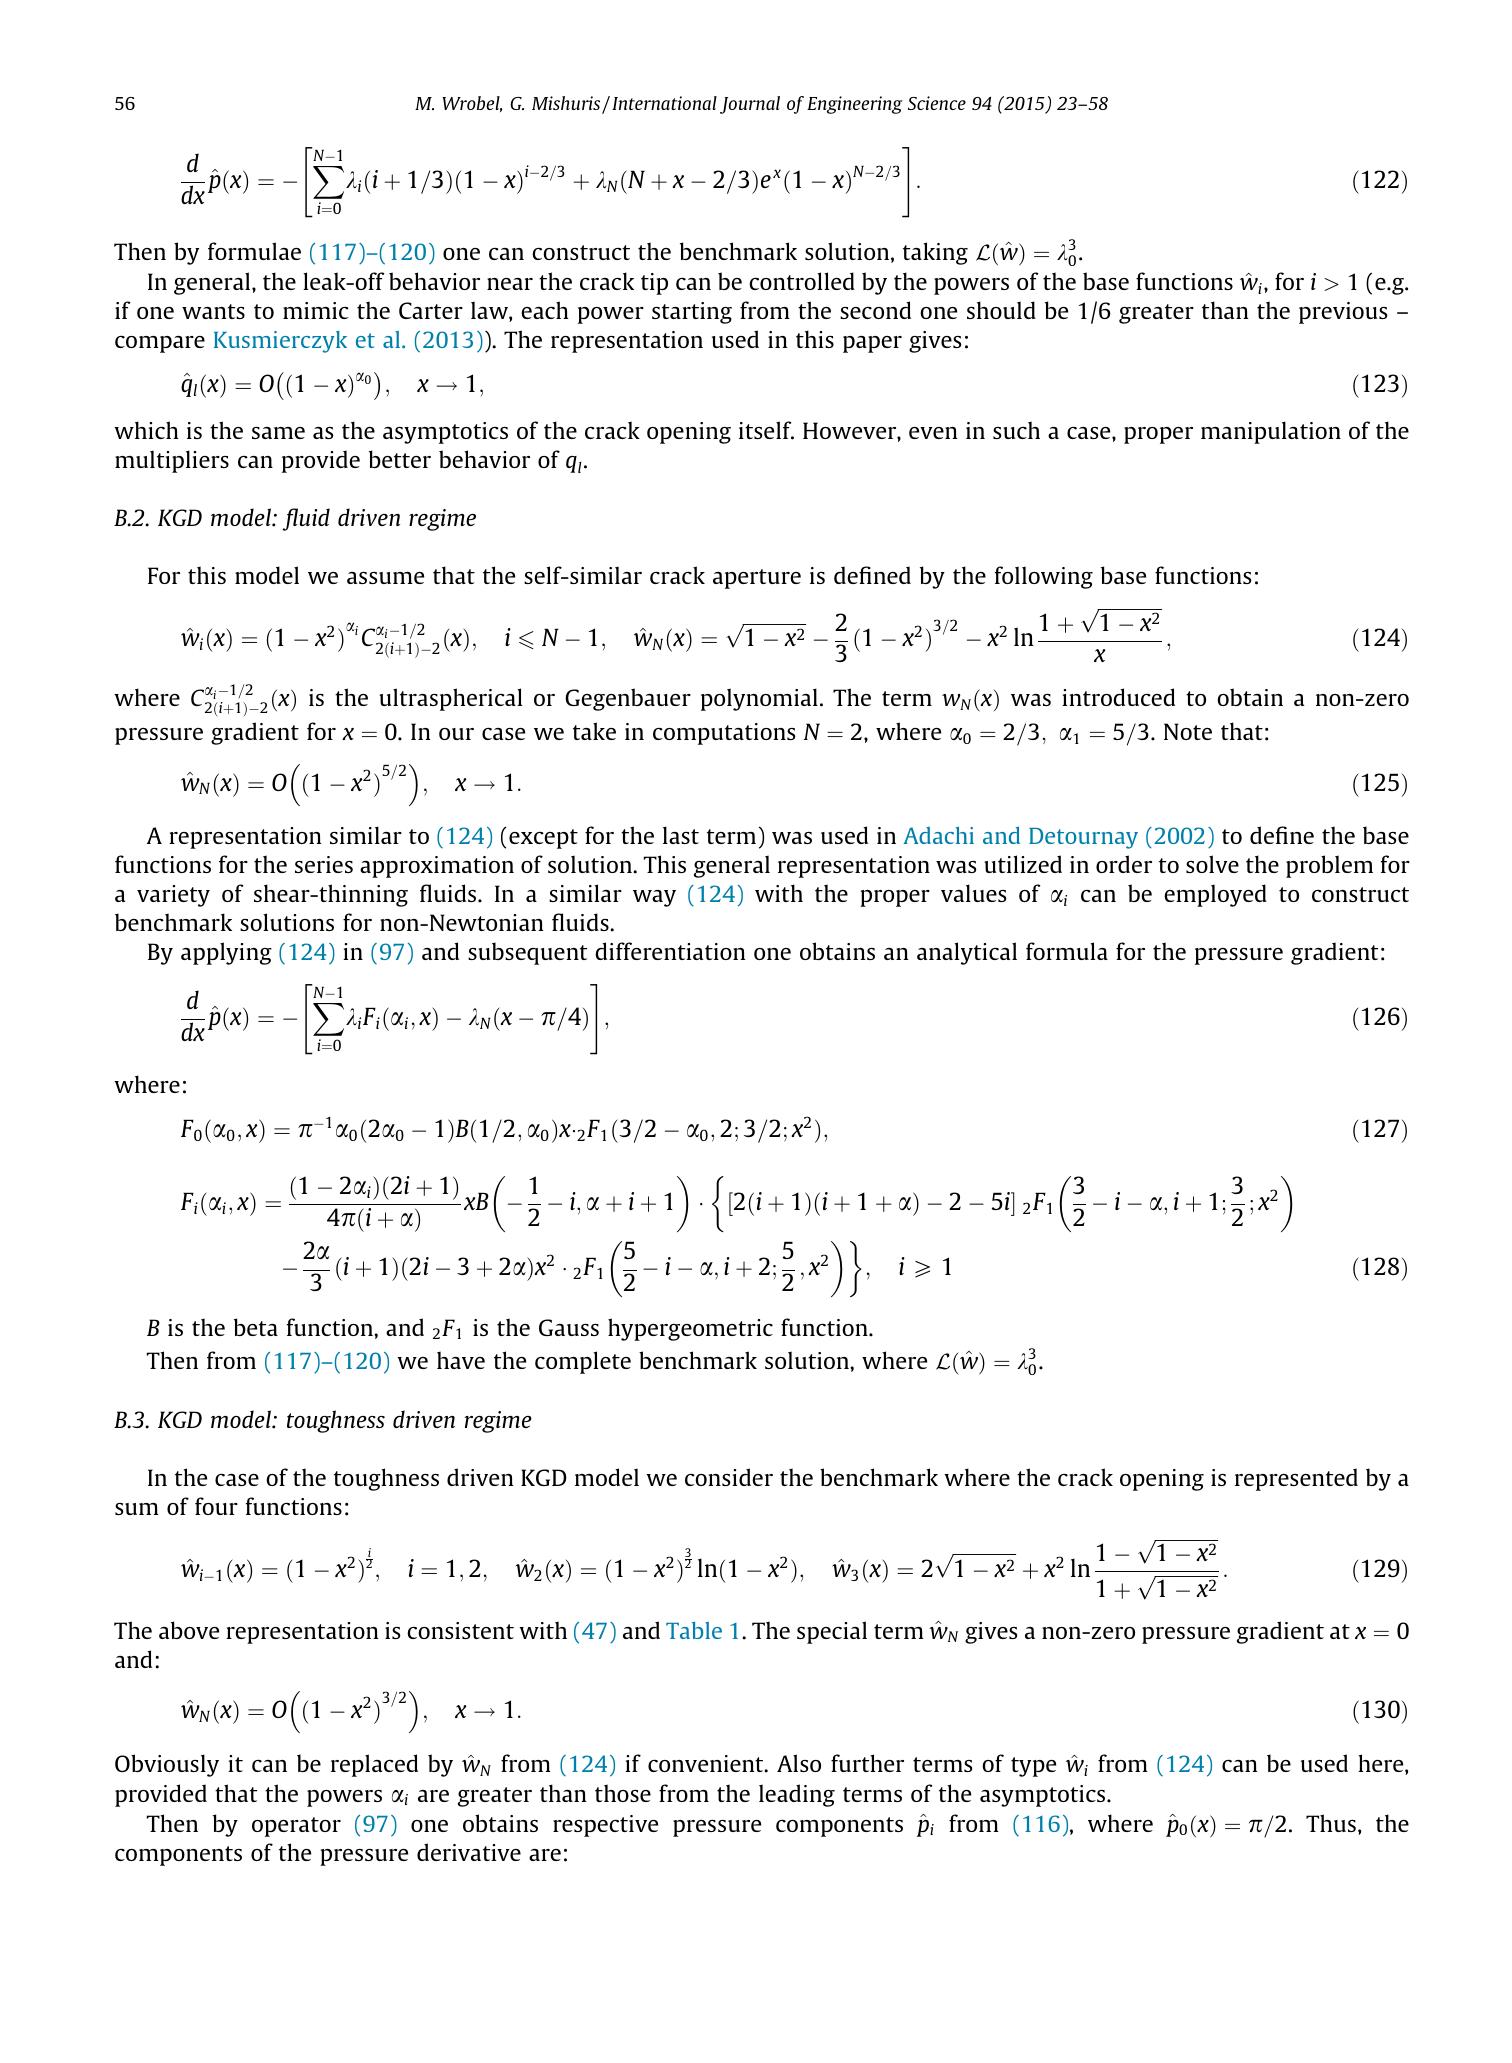 56
M. Wrobel, G. Mishuris / International Journal of Engineering Science 94 (2015) 23–58
$$\frac{d}{dx}\hat{p}(x) = -\left[\sum_{i=0}^{N-1}\lambda_i(i+1/3)(1-x)^{i-2/3} + \lambda_N(N+x-2/3)e^x(1-x)^{N-2/3}\right].$$ (122)
Then by formulae (117)–(120) one can construct the benchmark solution, taking $\mathcal{L}(\hat{w}) = \lambda_0^3$.
In general, the leak-off behavior near the crack tip can be controlled by the powers of the base functions $\hat{w}_i$, for $i > 1$ (e.g.
if one wants to mimic the Carter law, each power starting from the second one should be 1/6 greater than the previous –
compare Kusmierczyk et al. (2013)). The representation used in this paper gives:
$$\hat{q}_l(x) = O\left((1-x)^{\alpha_0}\right), \quad x \to 1,$$ (123)
which is the same as the asymptotics of the crack opening itself. However, even in such a case, proper manipulation of the
multipliers can provide better behavior of $q_l$.
B.2. KGD model: fluid driven regime
For this model we assume that the self-similar crack aperture is defined by the following base functions:
$$\hat{w}_i(x) = (1-x^2)^{\alpha_i}C_{2(i+1)-2}^{\alpha_i-1/2}(x), \quad i \leqslant N-1, \quad \hat{w}_N(x) = \sqrt{1-x^2} - \frac{2}{3}(1-x^2)^{3/2} - x^2\ln\frac{1+\sqrt{1-x^2}}{x},$$ (124)
where $C_{2(i+1)-2}^{\alpha_i-1/2}(x)$ is the ultraspherical or Gegenbauer polynomial. The term $w_N(x)$ was introduced to obtain a non-zero
pressure gradient for $x = 0$. In our case we take in computations $N = 2$, where $\alpha_0 = 2/3$, $\alpha_1 = 5/3$. Note that:
$$\hat{w}_N(x) = O\left((1-x^2)^{5/2}\right), \quad x \to 1.$$ (125)
A representation similar to (124) (except for the last term) was used in Adachi and Detournay (2002) to define the base
functions for the series approximation of solution. This general representation was utilized in order to solve the problem for
a variety of shear-thinning fluids. In a similar way (124) with the proper values of $\alpha_i$ can be employed to construct
benchmark solutions for non-Newtonian fluids.
By applying (124) in (97) and subsequent differentiation one obtains an analytical formula for the pressure gradient:
$$\frac{d}{dx}\hat{p}(x) = -\left[\sum_{i=0}^{N-1}\lambda_iF_i(\alpha_i,x) - \lambda_N(x-\pi/4)\right],$$ (126)
where:
$$F_0(\alpha_0,x) = \pi^{-1}\alpha_0(2\alpha_0-1)B(1/2,\alpha_0)x\cdot{}_2F_1(3/2-\alpha_0,2;3/2;x^2),$$ (127)
$$F_i(\alpha_i,x) = \frac{(1-2\alpha_i)(2i+1)}{4\pi(i+\alpha)}xB\left(-\frac{1}{2}-i,\alpha+i+1\right)\cdot\left\{[2(i+1)(i+1+\alpha)-2-5i]\,{}_2F_1\left(\frac{3}{2}-i-\alpha,i+1;\frac{3}{2};x^2\right)\right.$$
$$\left.-\frac{2\alpha}{3}(i+1)(2i-3+2\alpha)x^2\cdot{}_2F_1\left(\frac{5}{2}-i-\alpha,i+2;\frac{5}{2},x^2\right)\right\}, \quad i \geqslant 1$$ (128)
$B$ is the beta function, and ${}_2F_1$ is the Gauss hypergeometric function.
Then from (117)–(120) we have the complete benchmark solution, where $\mathcal{L}(\hat{w}) = \lambda_0^3$.
B.3. KGD model: toughness driven regime
In the case of the toughness driven KGD model we consider the benchmark where the crack opening is represented by a
sum of four functions:
$$\hat{w}_{i-1}(x) = (1-x^2)^{\frac{i}{2}}, \quad i = 1,2, \quad \hat{w}_2(x) = (1-x^2)^{\frac{3}{2}}\ln(1-x^2), \quad \hat{w}_3(x) = 2\sqrt{1-x^2} + x^2\ln\frac{1-\sqrt{1-x^2}}{1+\sqrt{1-x^2}}.$$ (129)
The above representation is consistent with (47) and Table 1. The special term $\hat{w}_N$ gives a non-zero pressure gradient at $x = 0$
and:
$$\hat{w}_N(x) = O\left((1-x^2)^{3/2}\right), \quad x \to 1.$$ (130)
Obviously it can be replaced by $\hat{w}_N$ from (124) if convenient. Also further terms of type $\hat{w}_i$ from (124) can be used here,
provided that the powers $\alpha_i$ are greater than those from the leading terms of the asymptotics.
Then by operator (97) one obtains respective pressure components $\hat{p}_i$ from (116), where $\hat{p}_0(x) = \pi/2$. Thus, the
components of the pressure derivative are: